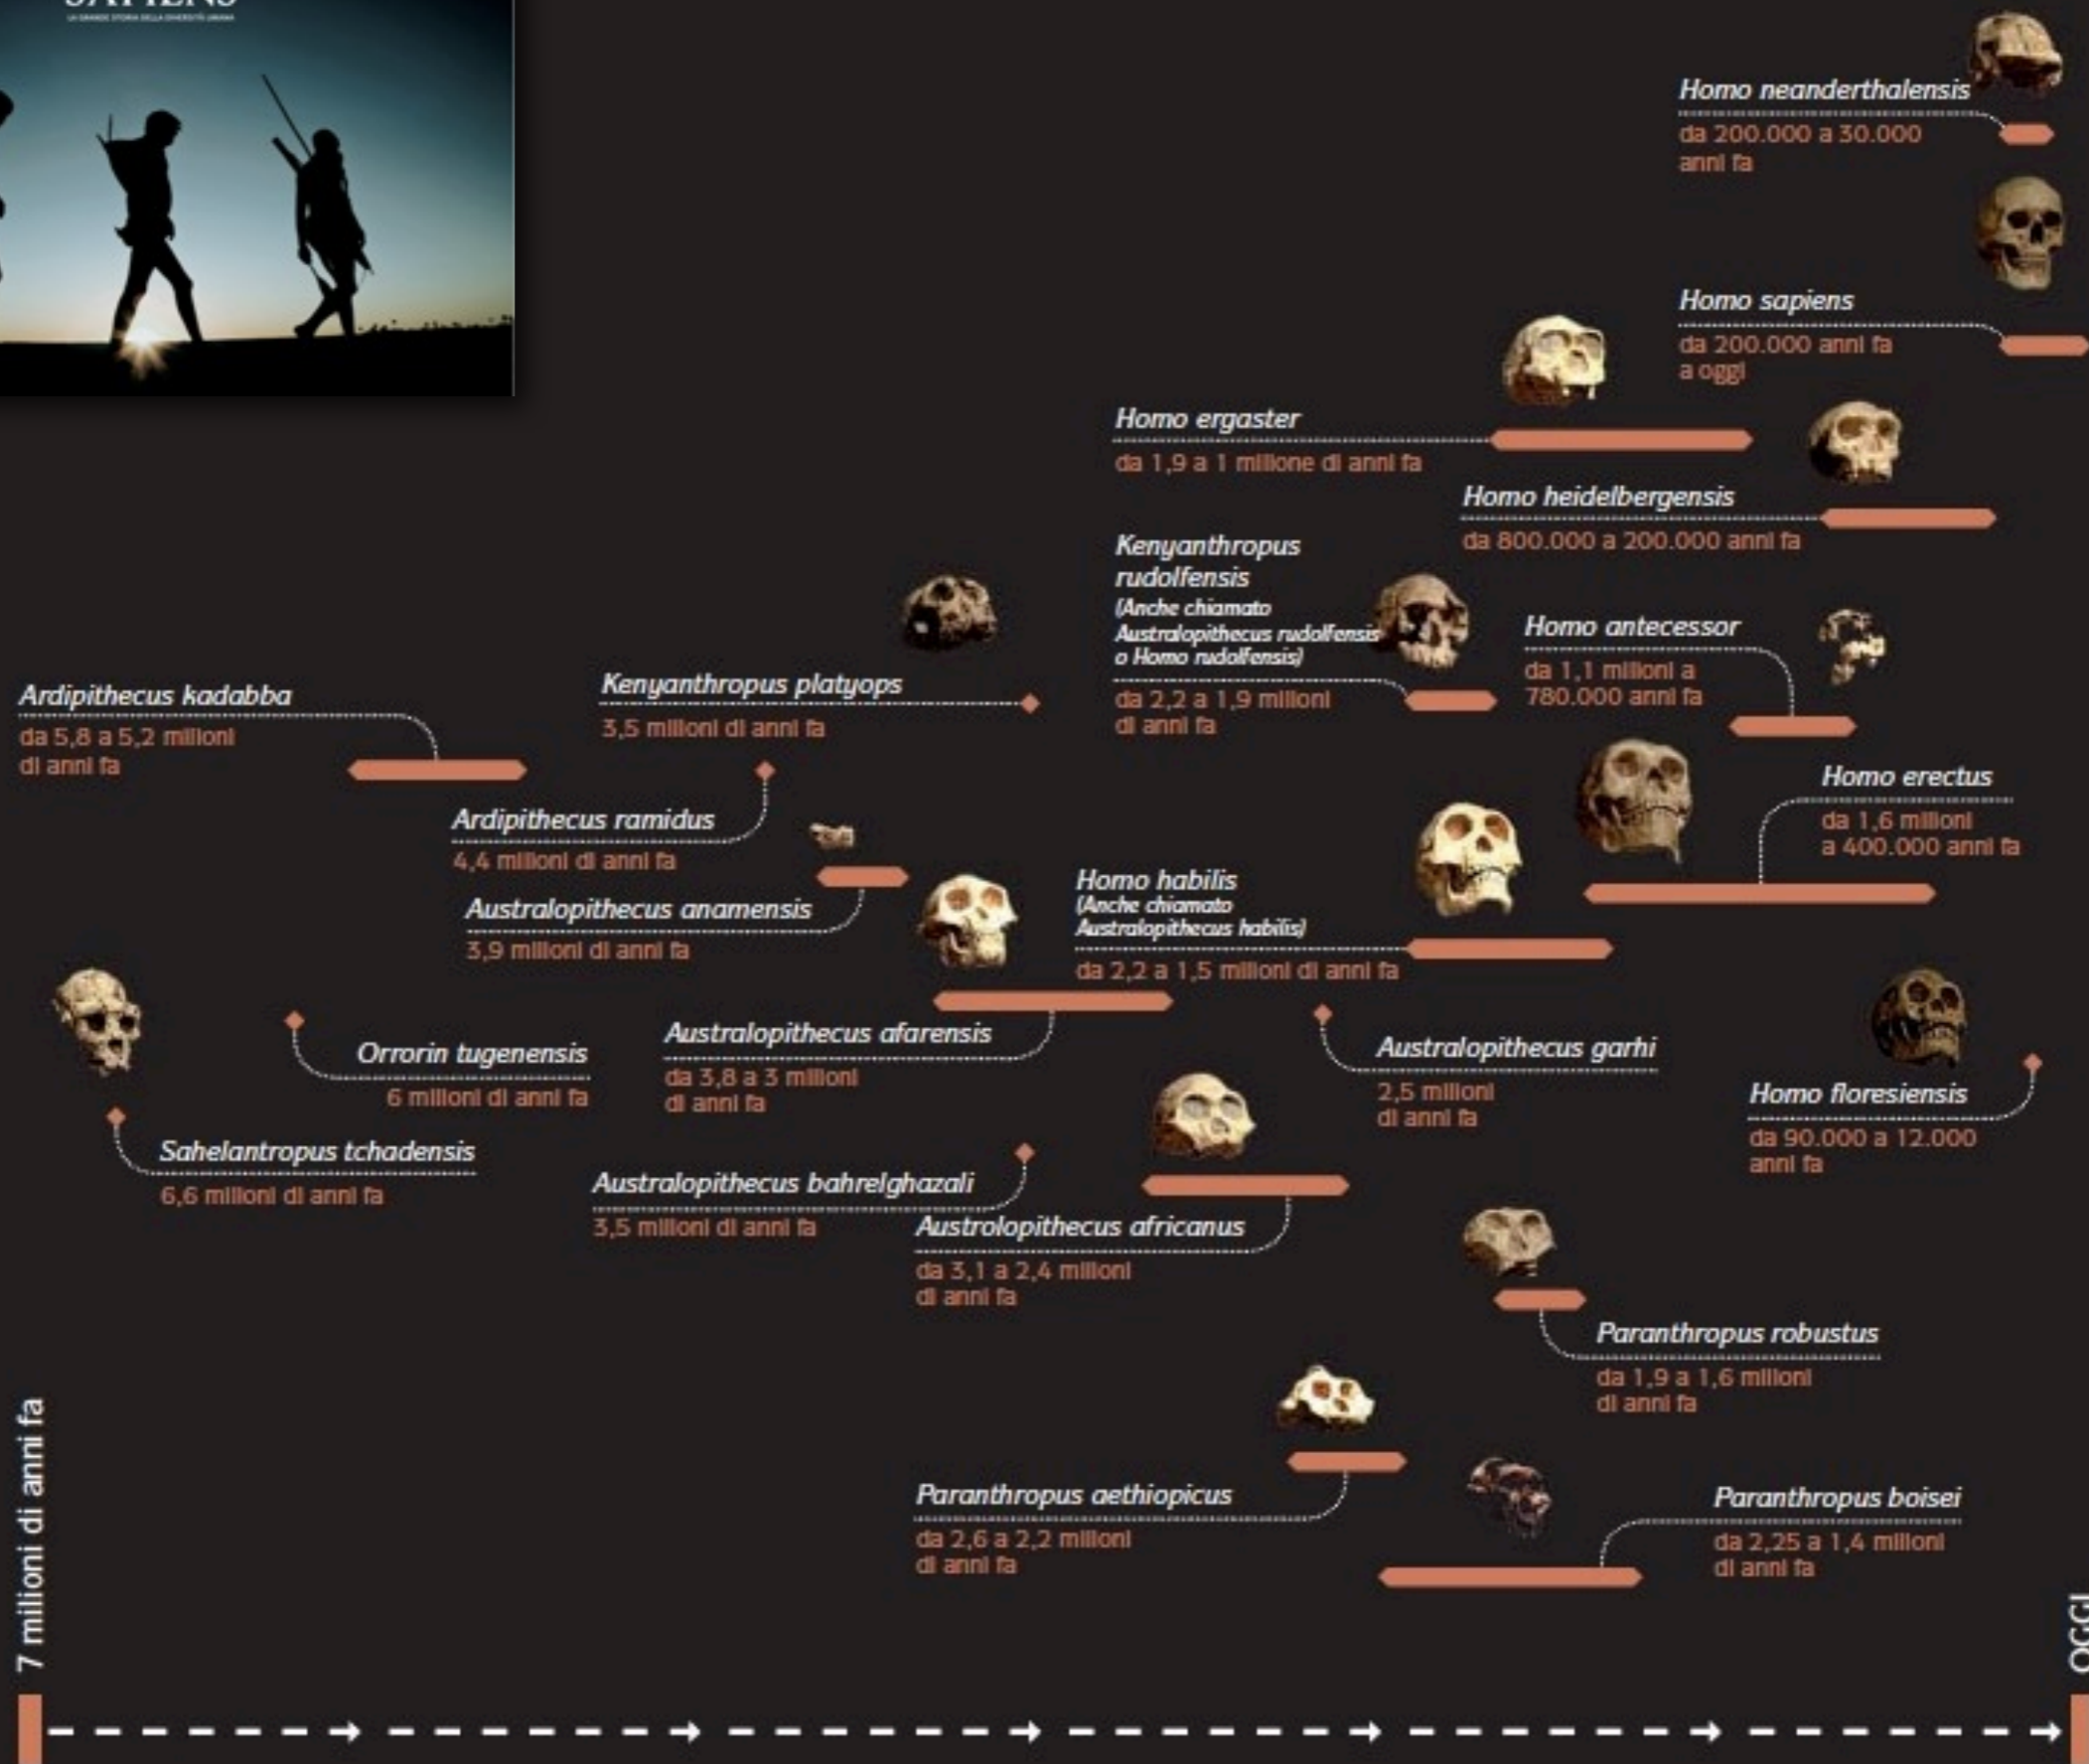 LA GRANDE STORIA DELLA DIVERSITÀ UMANA
Homo neanderthalensis
da 200.000 a 30.000
anni fa
Homo sapiens
da 200.000 anni fa
a oggi
Homo ergaster
da 1,9 a 1 milione di anni fa
Homo heidelbergensis
da 800.000 a 200.000 anni fa
Kenyanthropus
rudolfensis
(Anche chiamato
Australopithecus rudolfensis
o Homo rudolfensis)
da 2,2 a 1,9 milioni
di anni fa
Homo antecessor
da 1,1 milioni a
780.000 anni fa
Ardipithecus kadabba
da 5,8 a 5,2 milioni
di anni fa
Kenyanthropus platyops
3,5 milioni di anni fa
Ardipithecus ramidus
4,4 milioni di anni fa
Homo erectus
da 1,6 milioni
a 400.000 anni fa
Australopithecus anamensis
3,9 milioni di anni fa
Homo habilis
(Anche chiamato
Australopithecus habilis)
da 2,2 a 1,5 milioni di anni fa
Orrorin tugenensis
6 milioni di anni fa
Australopithecus afarensis
da 3,8 a 3 milioni
di anni fa
Australopithecus garhi
2,5 milioni
di anni fa
Homo floresiensis
da 90.000 a 12.000
anni fa
Sahelantropus tchadensis
6,6 milioni di anni fa
Australopithecus bahrelghazali
3,5 milioni di anni fa
Austrolopithecus africanus
da 3,1 a 2,4 milioni
di anni fa
Paranthropus robustus
da 1,9 a 1,6 milioni
di anni fa
Paranthropus aethiopicus
da 2,6 a 2,2 milioni
di anni fa
Paranthropus boisei
da 2,25 a 1,4 milioni
di anni fa
7 milioni di anni fa
OGGI